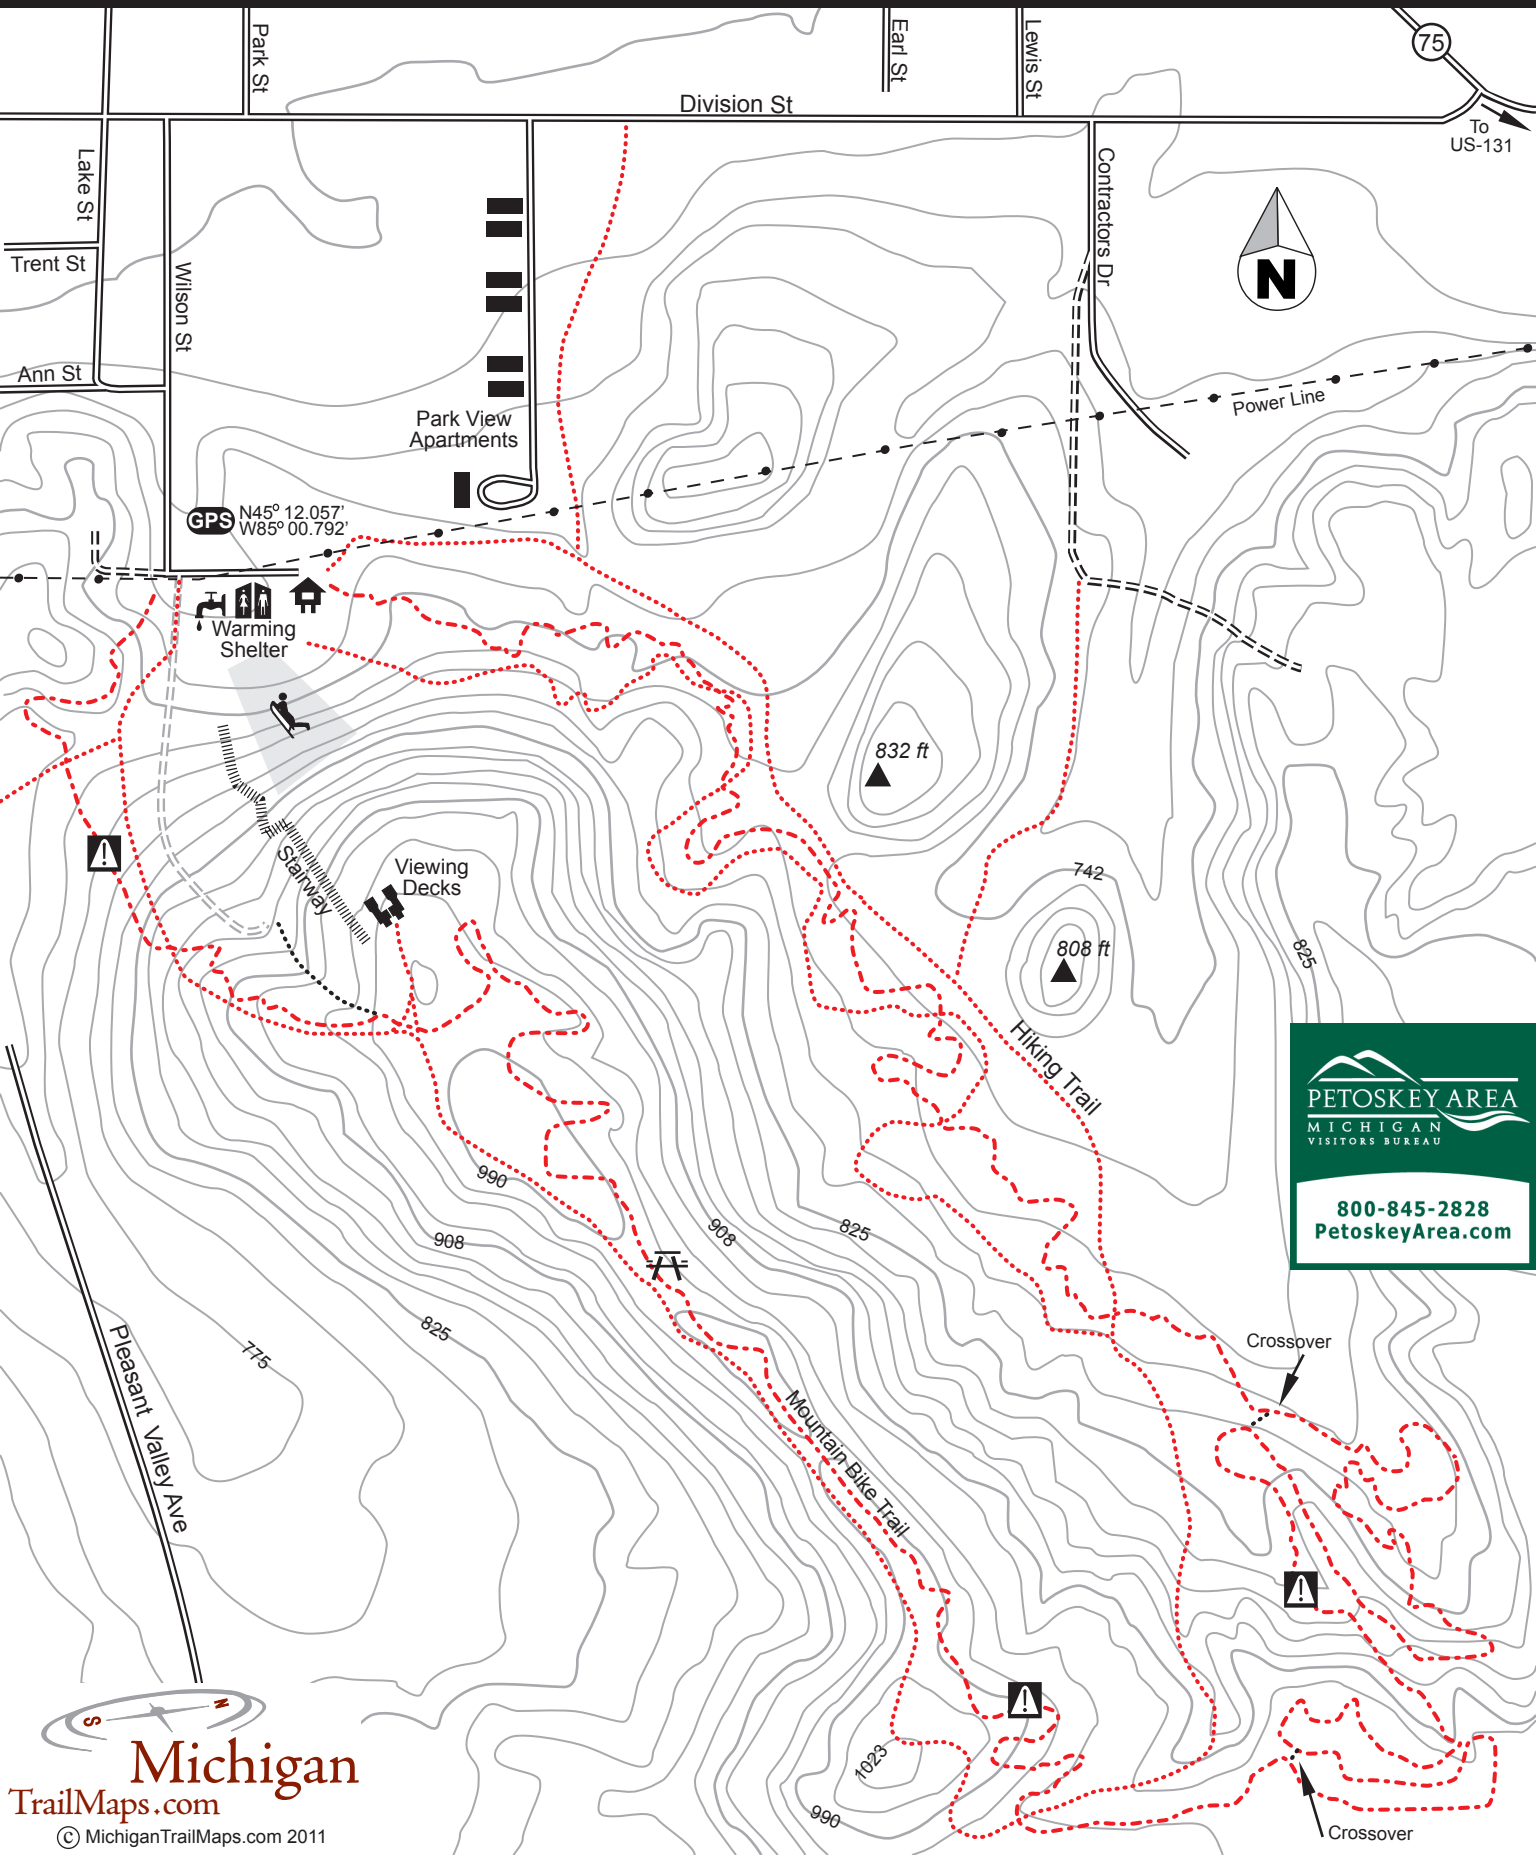 Park St
Earl St
Lewis St
75
Division St
To
US-131
Lake St
Contractors Dr
Trent St
Wilson St
N
Ann St
Power Line
Park View
Apartments
GPS
N45º 12.057'
W85º 00.792'
Warming
Shelter
832 ft
Stairway
Viewing
Decks
742
808 ft
825
Hiking Trail
PETOSKEY AREA
MICHIGAN
VISITORS BUREAU
800-845-2828
PetoskeyArea.com
990
908
908
825
825
775
Pleasant Valley Ave
Crossover
Mountain Bike Trail
1023
990
Crossover
N
S
Michigan
TrailMaps.com
© MichiganTrailMaps.com 2011